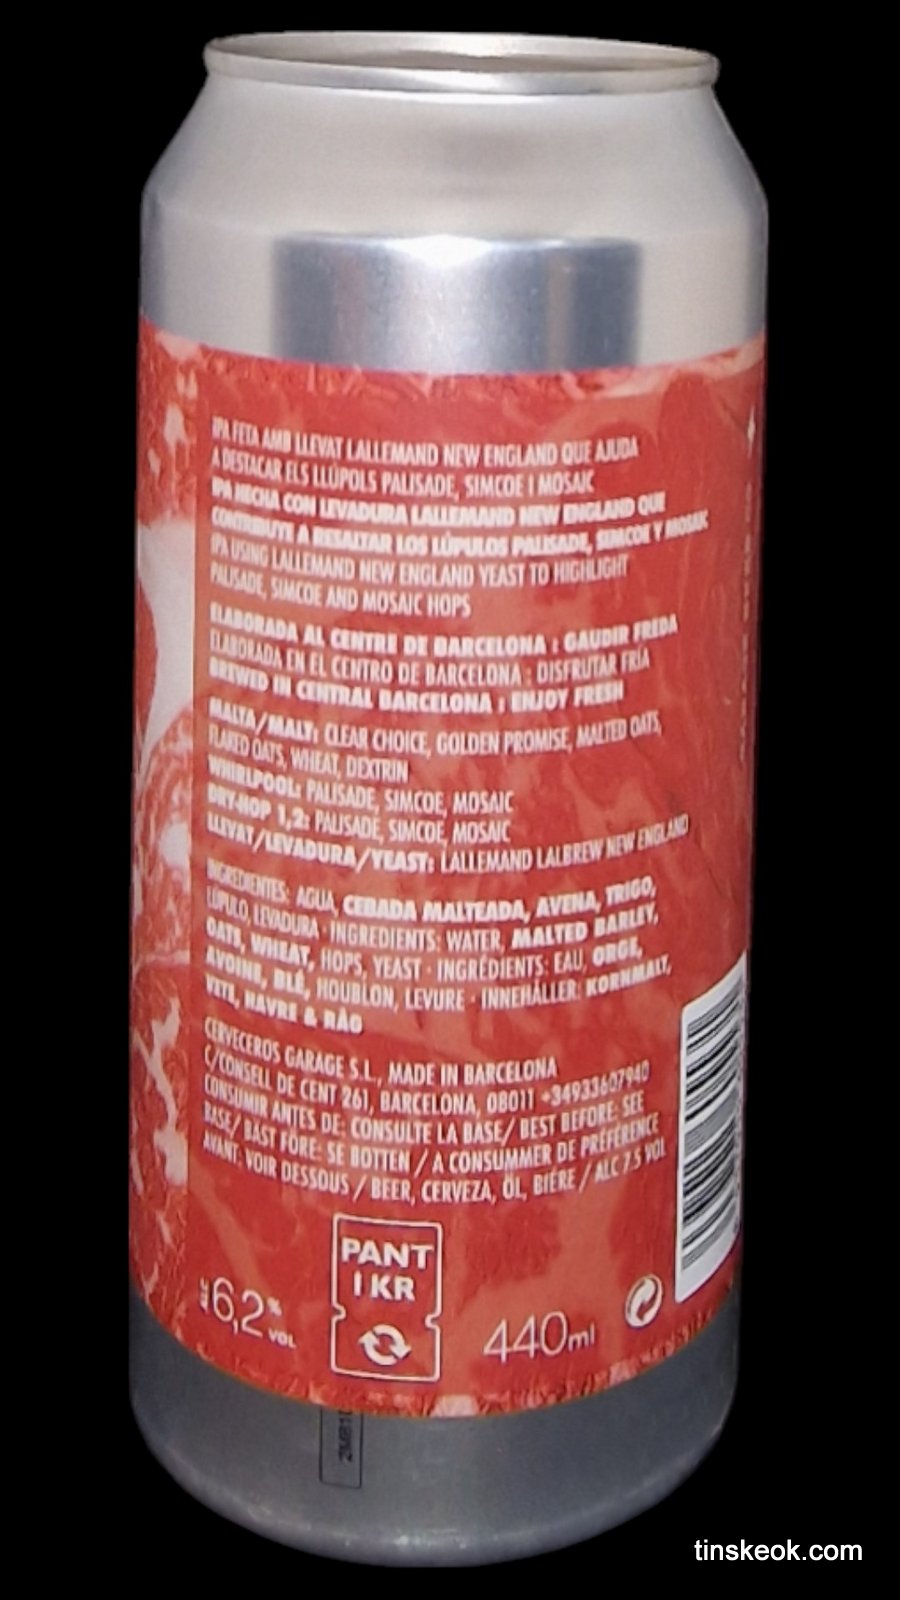 IPA FETA AMB LLEVAT LALLEMAND NEW ENGLAND QUE AJUDA
A DESTACAR ELS LLÚPOLS PALISADE, SIMCOE I MOSAIC
IPA HECHA CON LEVADURA LALLEMAND NEW ENGLAND QUE
CONTRIBUTE A RESALTAR LOS LÚPULOS PALISADE, SIMCOE Y MOSAIC
IPA USING LALLEMAND NEW ENGLAND YEAST TO HIGHLIGHT
PALISADE, SIMCOE AND MOSAIC HOPS
ELABORADA AL CENTRE DE BARCELONA : GAUDIR FREDA
ELABORADA EN EL CENTRO DE BARCELONA : DISFRUTAR FRÍA
BREWED IN CENTRAL BARCELONA : ENJOY FRESH
MALTA/MALT: CLEAR CHOICE, GOLDEN PROMISE, MALTED OATS,
FLAKED OATS, WHEAT, DEXTRIN
WHIRLPOOL: PALISADE, SIMCOE, MOSAIC
DRY-HOP 1,2: PALISADE, SIMCOE, MOSAIC
LLEVAT/LEVADURA/YEAST: LALLEMAND LALBREW NEW ENGLAND
INGREDIENTES: AGUA, CEBADA MALTEADA, AVENA, TRIGO,
LÚPULO, LEVADURA · INGREDIENTS: WATER, MALTED BARLEY,
OATS, WHEAT, HOPS, YEAST · INGRÉDIENTS: EAU, ORGE,
AVOINE, BLÉ, HOUBLON, LEVURE · INNEHÅLLER: KORNMALT,
VETE, HAVRE & RÅG
CERVECEROS GARAGE S.L., MADE IN BARCELONA
C/CONSELL DE CENT 261, BARCELONA, 08011 +34933607940
CONSUMIR ANTES DE: CONSULTE LA BASE/ BEST BEFORE: SEE
BASE/ BÄST FÖRE: SE BOTTEN / A CONSUMMER DE PRÉFÉRENCE
AVANT: VOIR DESSOUS / BEER, CERVEZA, ÖL, BIÈRE / ALC 7.5 VOL
PANT
1 KR
6,2% VOL
440ml
tinskeok.com